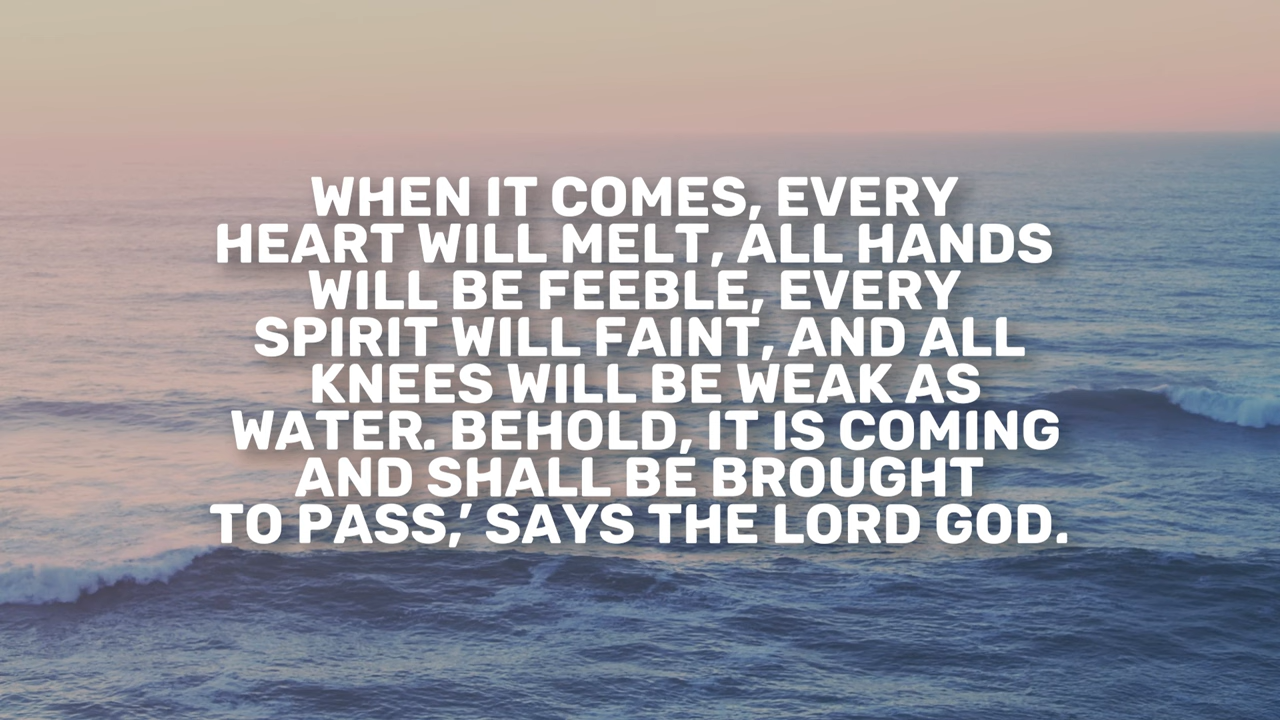 WHEN IT COMES, EVERY
HEART WILL MELT, ALL HANDS
WILL BE FEEBLE, EVERY
SPIRIT WILL FAINT, AND ALL
KNEES WILL BE WEAK AS
WATER. BEHOLD, IT IS COMING
AND SHALL BE BROUGHT
TO PASS,’ SAYS THE LORD GOD.